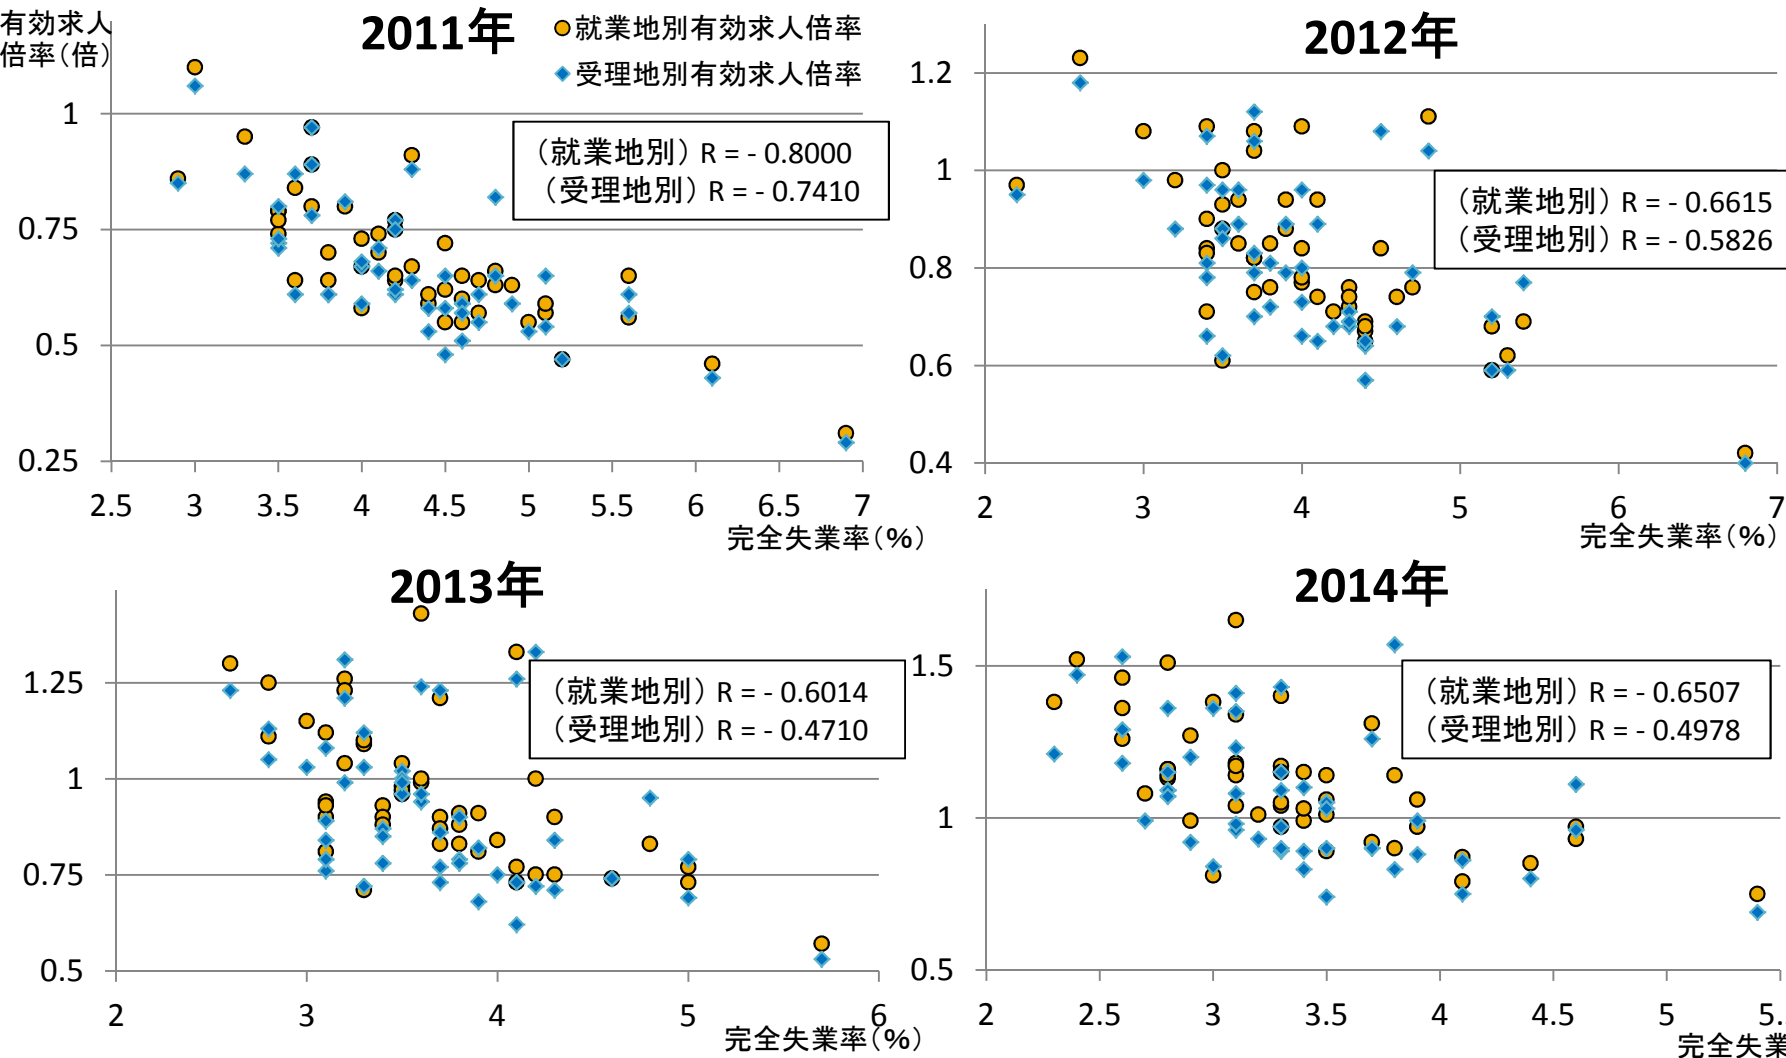 有効求人
倍率(倍)
2011年
就業地別有効求人倍率
受理地別有効求人倍率
(就業地別) R = - 0.8000
(受理地別) R = - 0.7410
1
0.75
0.5
0.25
2.5 3 3.5 4 4.5 5 5.5 6 6.5 7
完全失業率(%)
2012年
(就業地別) R = - 0.6615
(受理地別) R = - 0.5826
1.2
1
0.8
0.6
0.4
2 3 4 5 6 7
完全失業率(%)
2013年
(就業地別) R = - 0.6014
(受理地別) R = - 0.4710
1.25
1
0.75
0.5
2 3 4 5 6
完全失業率(%)
2014年
(就業地別) R = - 0.6507
(受理地別) R = - 0.4978
1.5
1
0.5
2 2.5 3 3.5 4 4.5 5 5.
完全失業